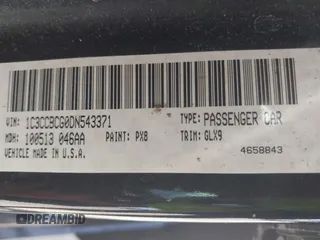 VIN: 1C3CCBCG0DN543371 TYPE: PASSENGER CAR
MDH: 100513 046AA PAINT: PX8 TRIM: GLX9
VEHICLE MADE IN U.S.A. 4658843
DREAMBID